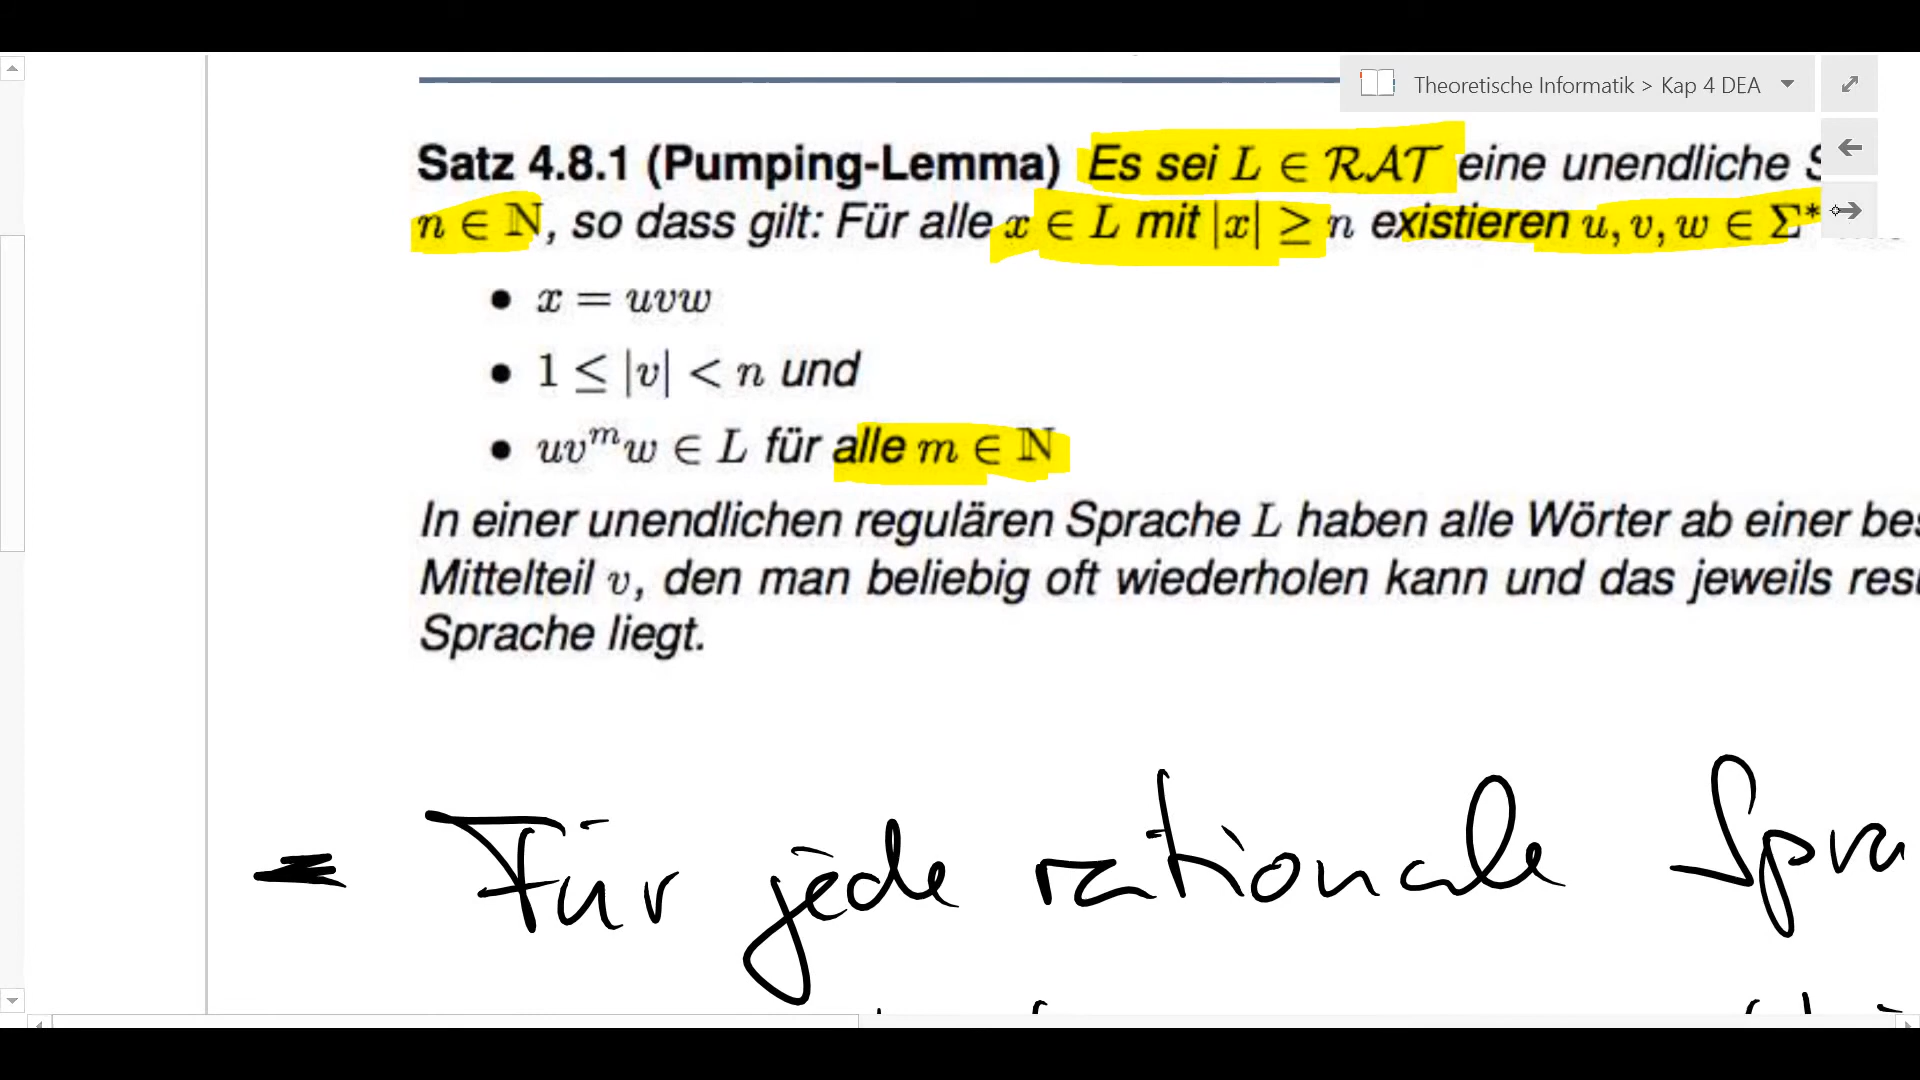 Theoretische Informatik > Kap 4 DEA
Satz 4.8.1 (Pumping-Lemma) Es sei L ∈ RAT eine unendliche
n ∈ ℕ, so dass gilt: Für alle x ∈ L mit |x| ≥ n existieren u, v, w ∈ Σ*
• x = uvw
• 1 ≤ |v| < n und
• uvᵐw ∈ L für alle m ∈ ℕ
In einer unendlichen regulären Sprache L haben alle Wörter ab einer bes
Mittelteil v, den man beliebig oft wiederholen kann und das jeweils res
Sprache liegt.
= Für jede rationale Spra